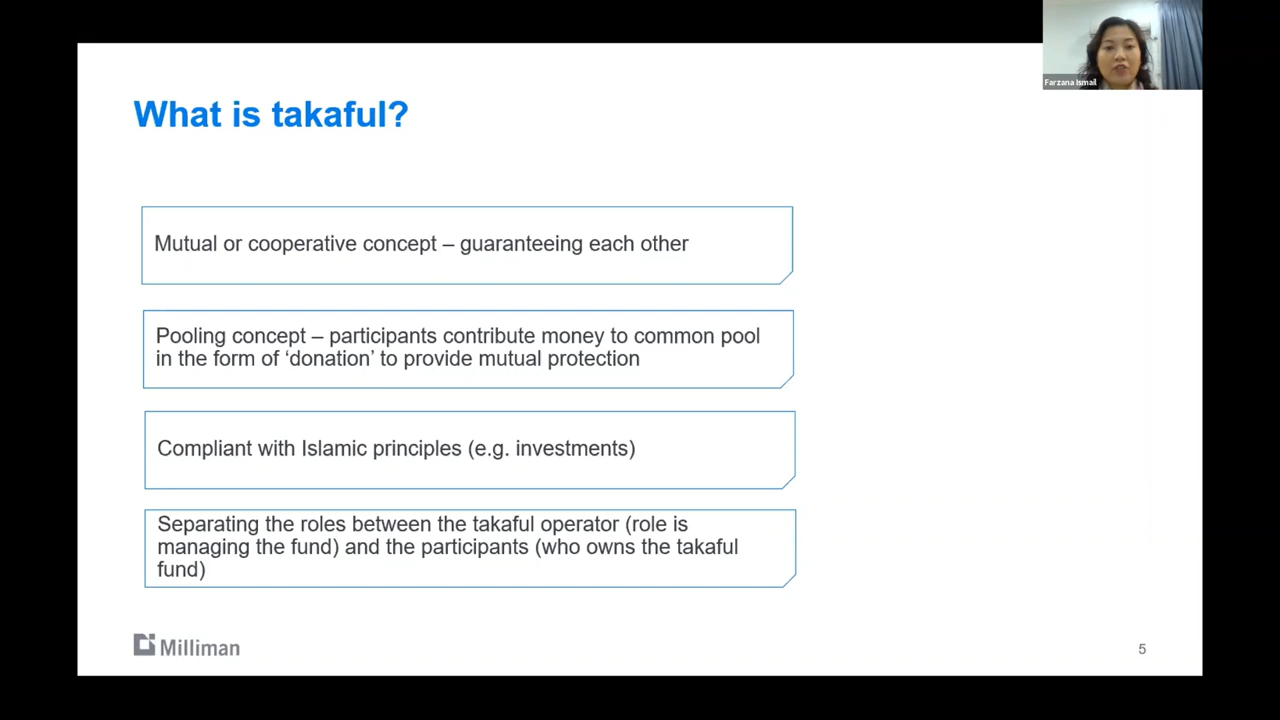 Farzana Ismail
What is takaful?
Mutual or cooperative concept – guaranteeing each other
Pooling concept – participants contribute money to common pool
in the form of ‘donation’ to provide mutual protection
Compliant with Islamic principles (e.g. investments)
Separating the roles between the takaful operator (role is
managing the fund) and the participants (who owns the takaful
fund)
Milliman
5